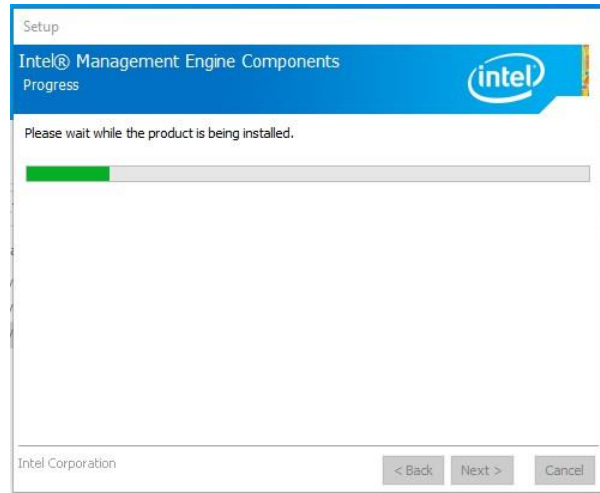 Setup
Intel® Management Engine Components
Progress
intel
Please wait while the product is being installed.
Intel Corporation
< Back Next > Cancel